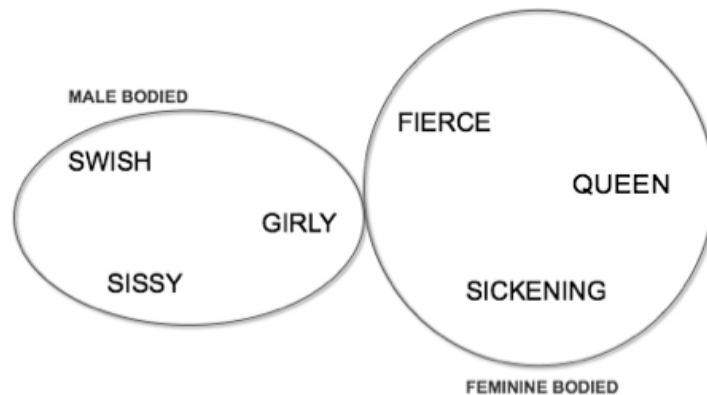 MALE BODIED
SWISH
GIRLY
SISSY
FIERCE
QUEEN
SICKENING
FEMININE BODIED